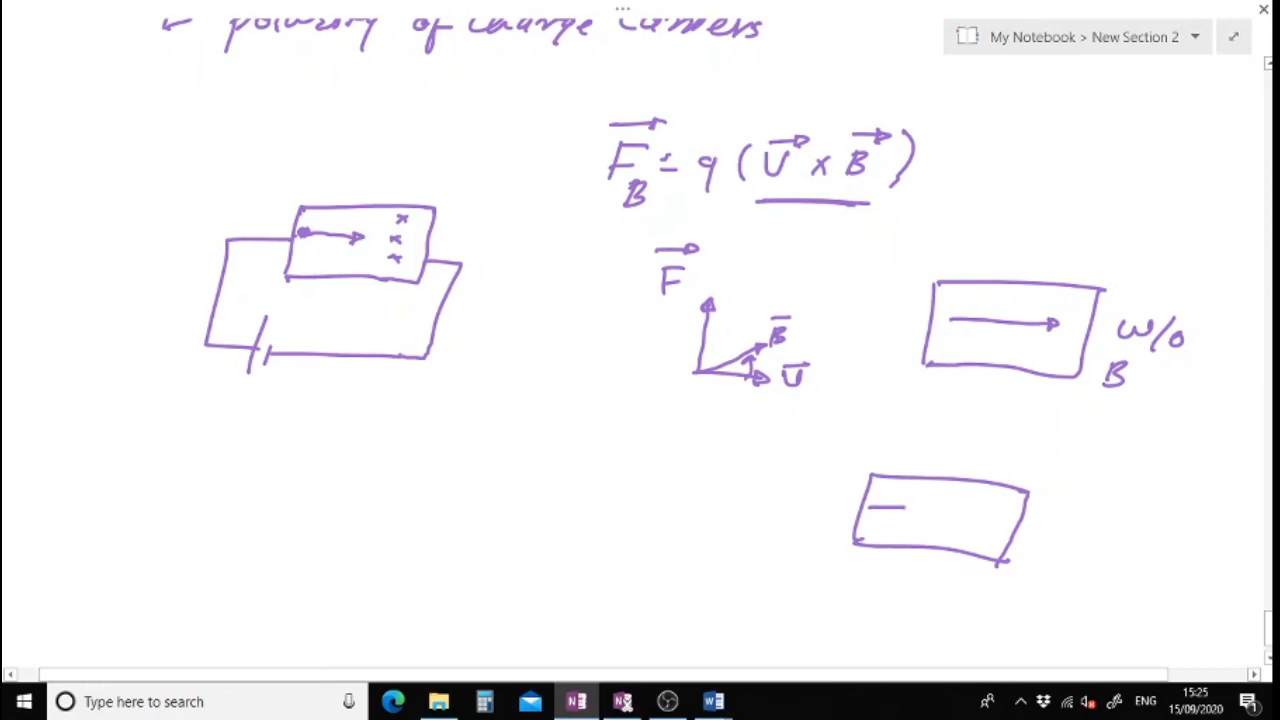 polarity of charge carriers
My Notebook > New Section 2
F_B = q ( V x B )
x
x
x
F
B
V
w/o
B
Type here to search
ENG
15:25
15/09/2020
1